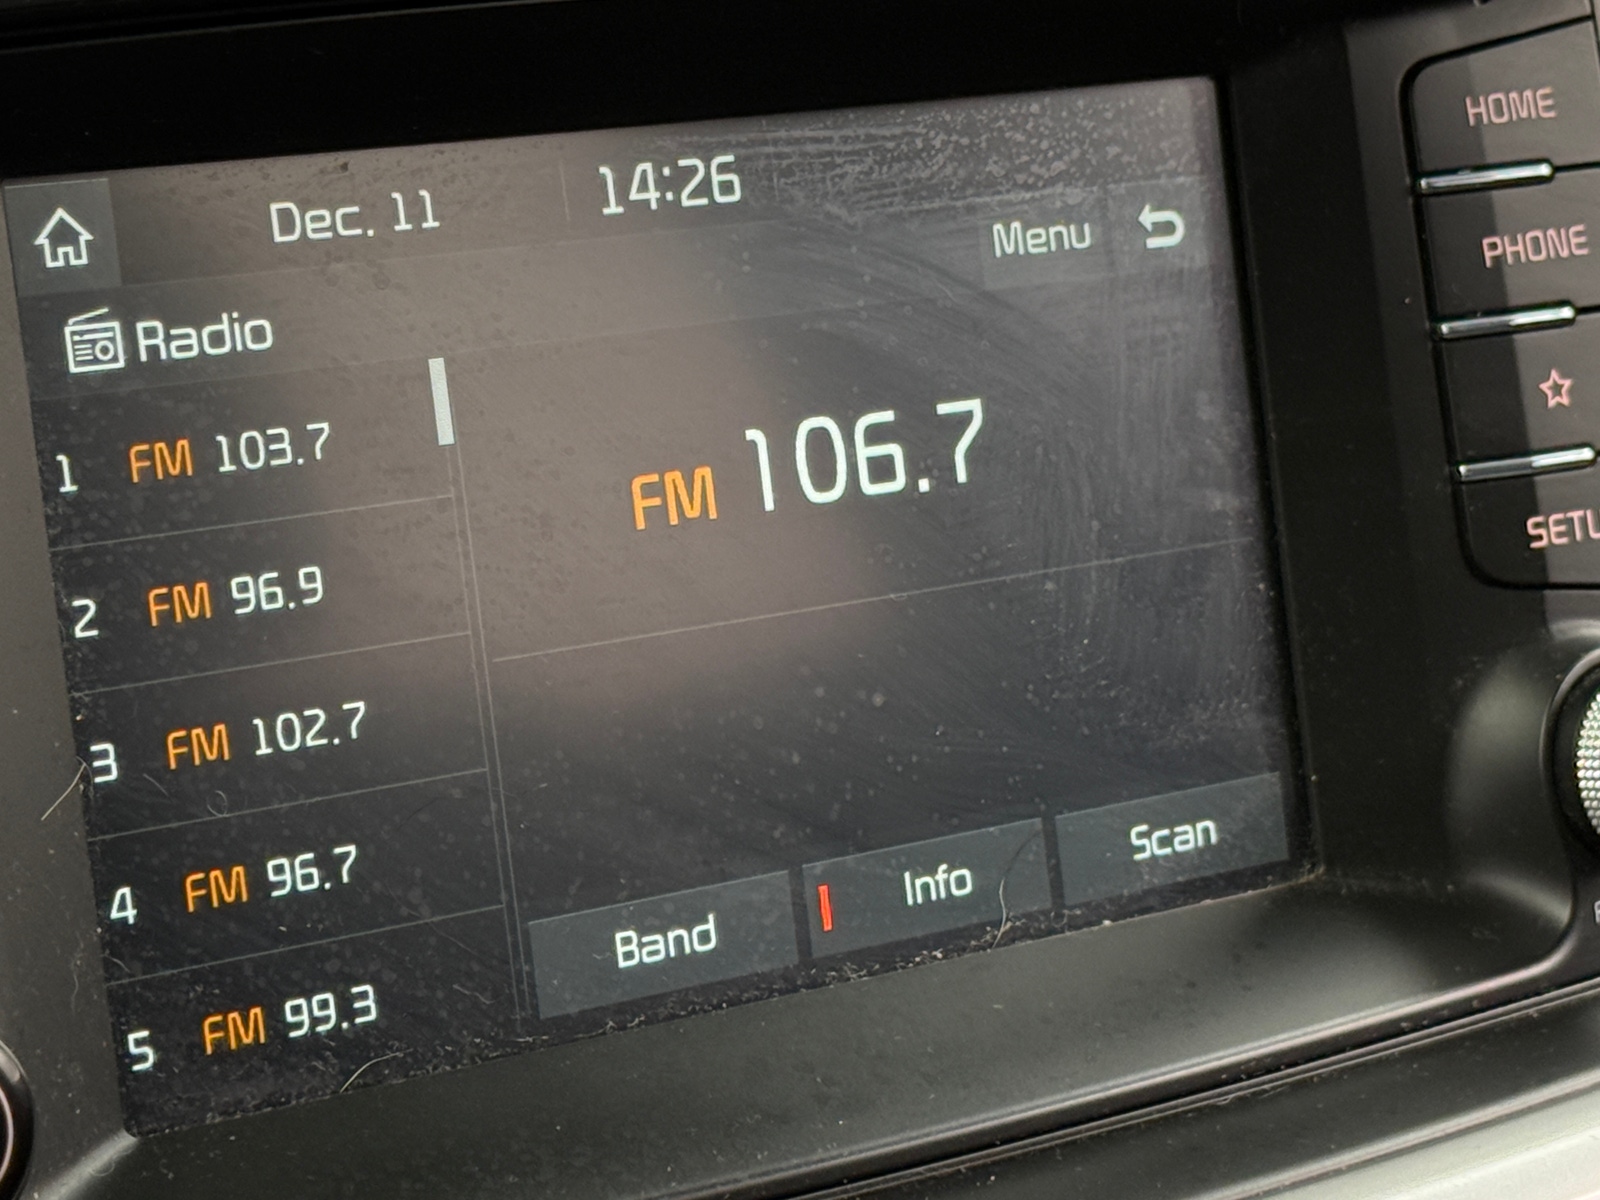 Dec. 11 14:26
Menu
Radio
1 FM 103.7
2 FM 96.9
3 FM 102.7
4 FM 96.7
5 FM 99.3
FM 106.7
Band Info Scan
HOME
PHONE
SETU